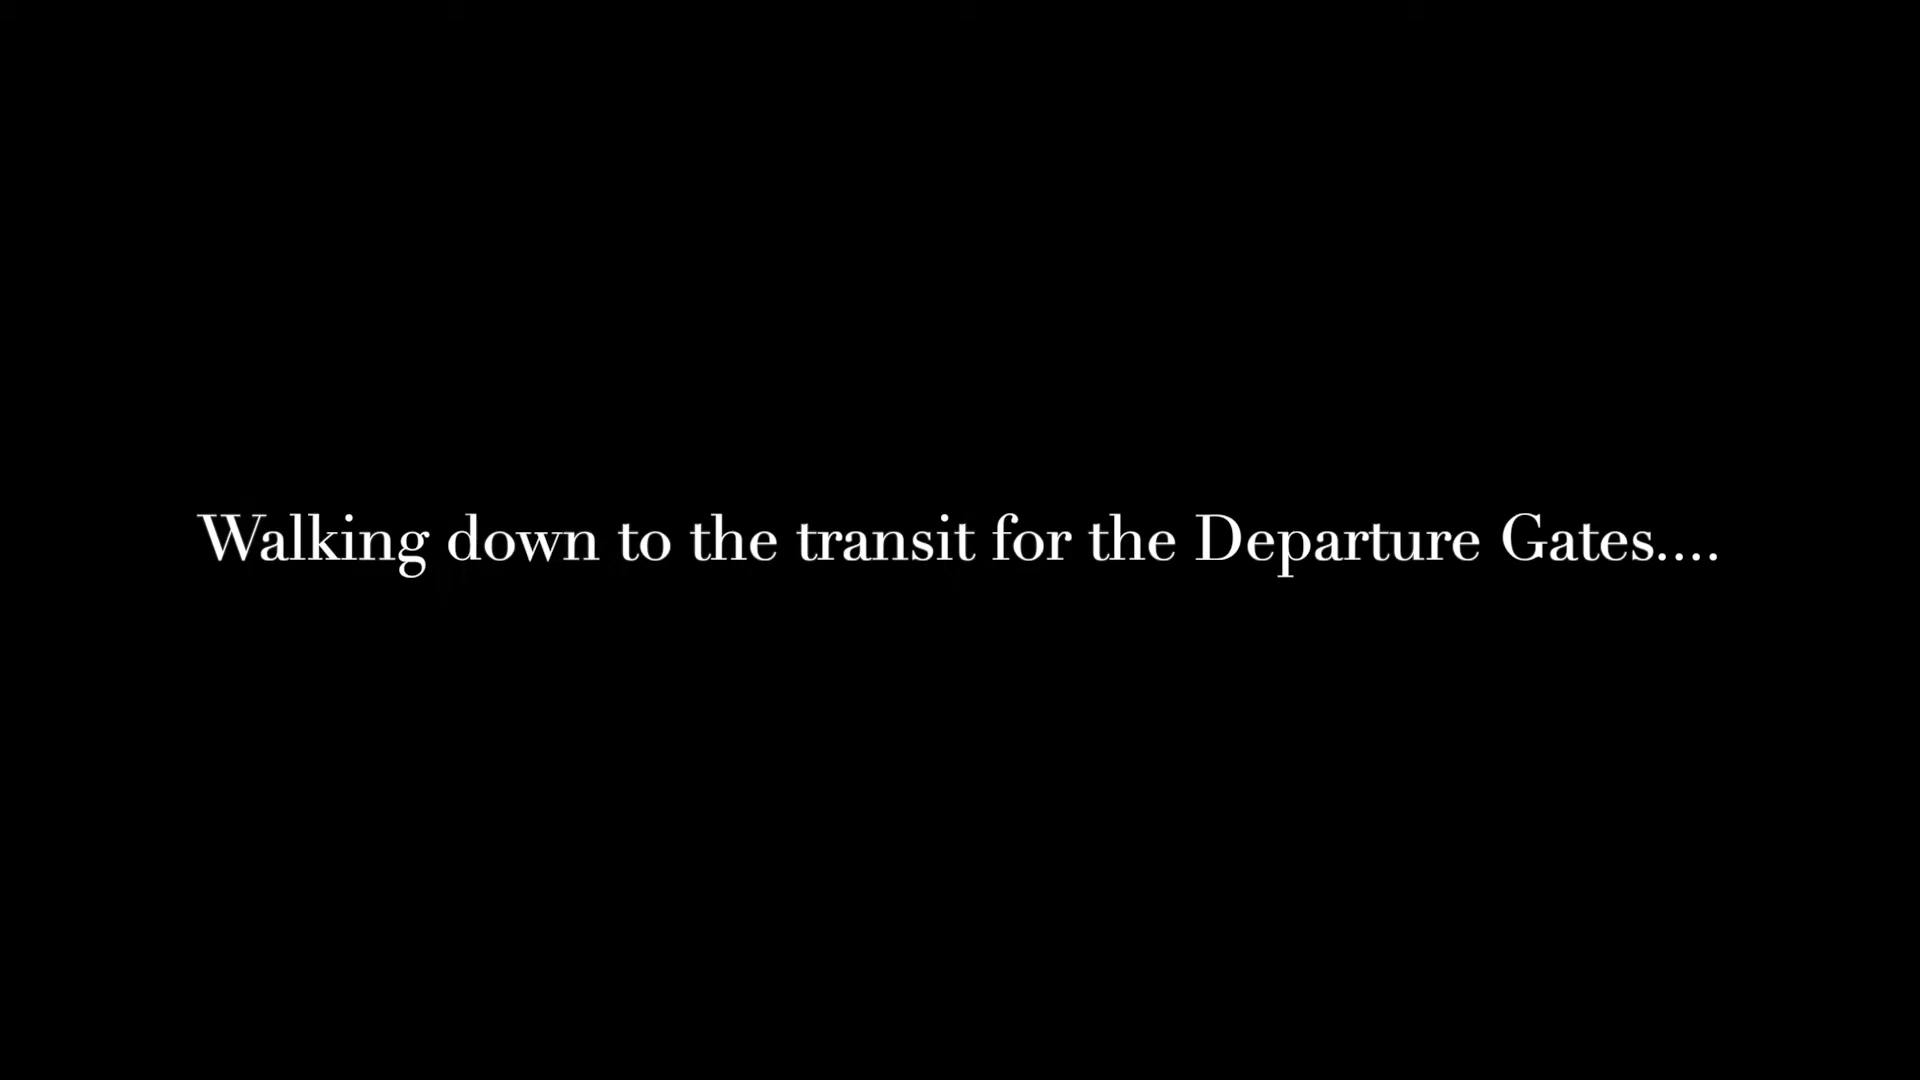 Walking down to the transit for the Departure Gates....